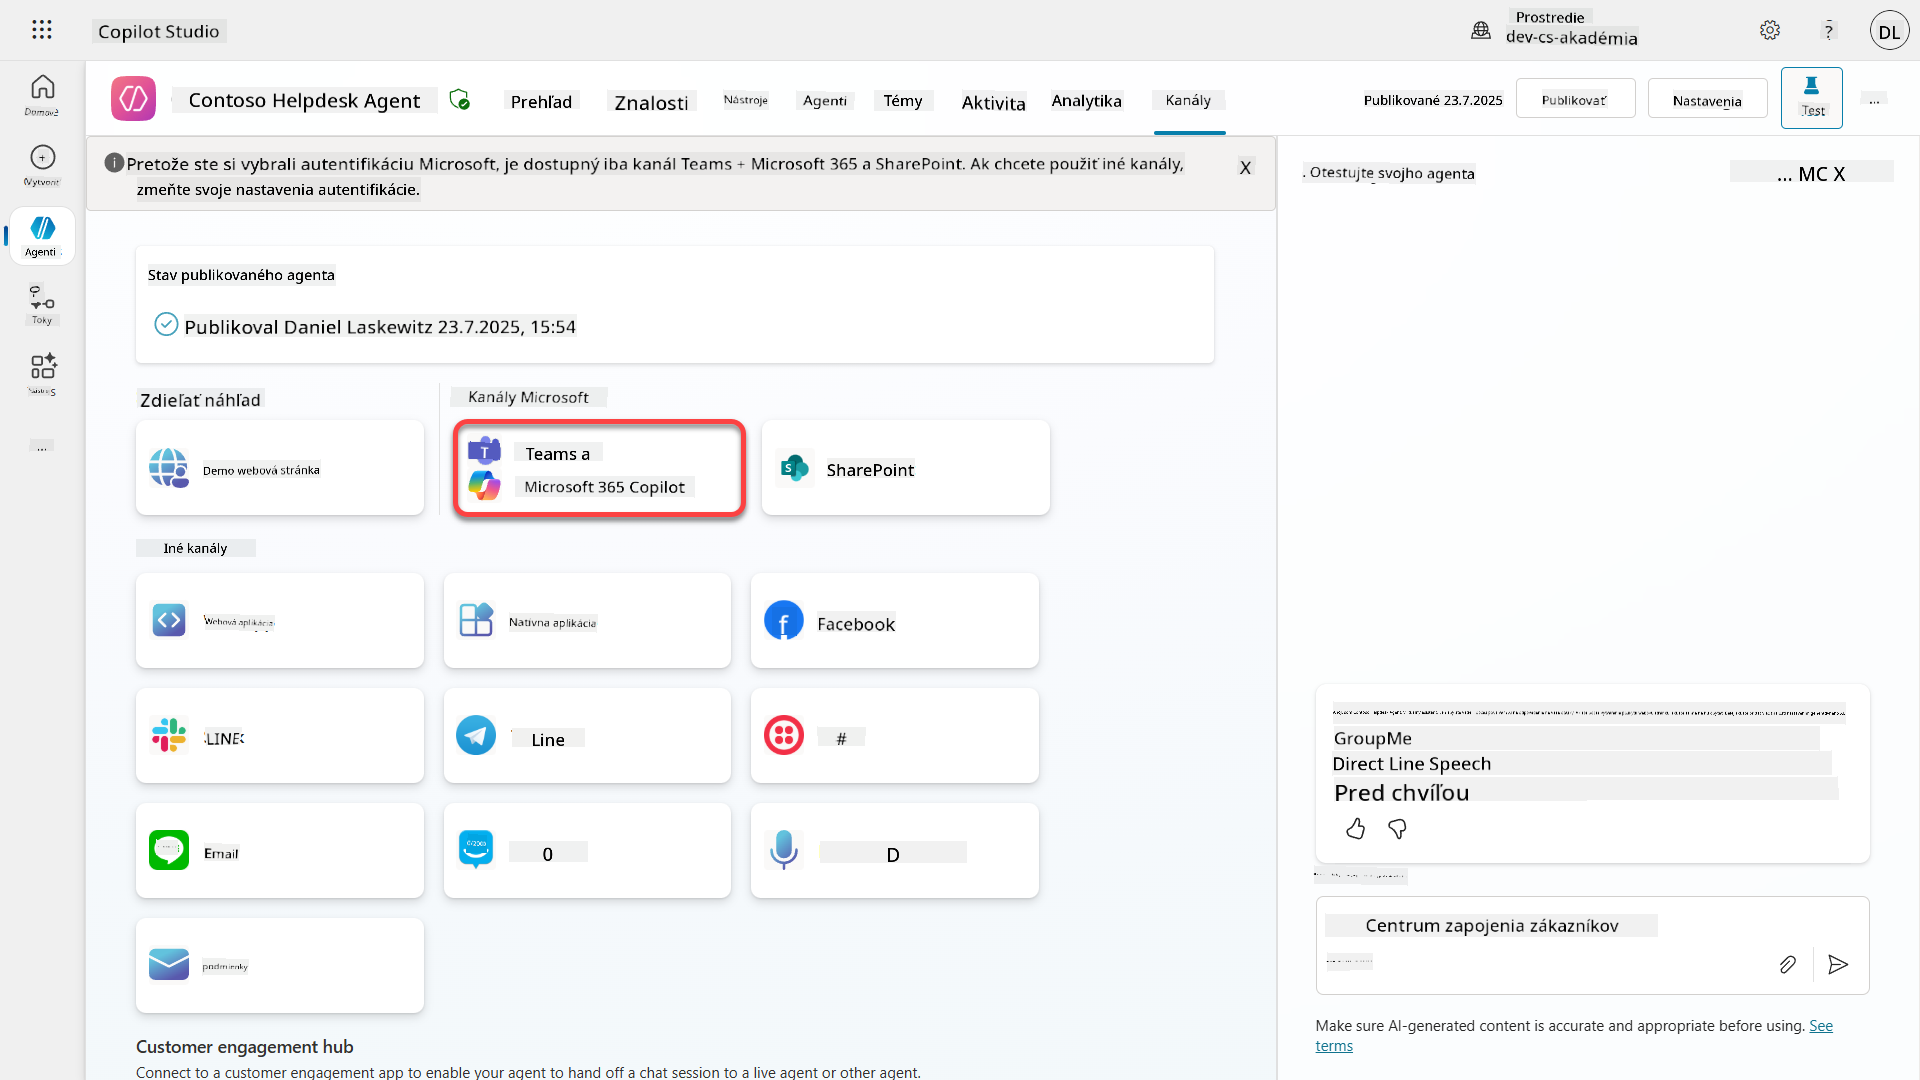 Copilot Studio
Prostredie
dev-cs-akadémia
?
DL
Domov
Contoso Helpdesk Agent
Prehľad
Znalosti
Nástroje
Agenti
Témy
Aktivita
Analytika
Kanály
Publikované 23.7.2025
Publikovať
Nastavenia
Test
...
Vytvoriť
Agenti
Toky
...
Pretože ste si vybrali autentifikáciu Microsoft, je dostupný iba kanál Teams + Microsoft 365 a SharePoint. Ak chcete použiť iné kanály,
zmeňte svoje nastavenia autentifikácie.
X
Stav publikovaného agenta
Publikoval Daniel Laskewitz 23.7.2025, 15:54
Zdieľať náhľad
Kanály Microsoft
Demo webová stránka
Teams a
Microsoft 365 Copilot
SharePoint
Iné kanály
Webová aplikácia
Natívna aplikácia
Facebook
LINE
Line
#
Email
0
D
podmienky
Customer engagement hub
Connect to a customer engagement app to enable your agent to hand off a chat session to a live agent or other agent.
. Otestujte svojho agenta
... MC X
GroupMe
Direct Line Speech
Pred chvíľou
Centrum zapojenia zákazníkov
Make sure AI-generated content is accurate and appropriate before using. See
terms